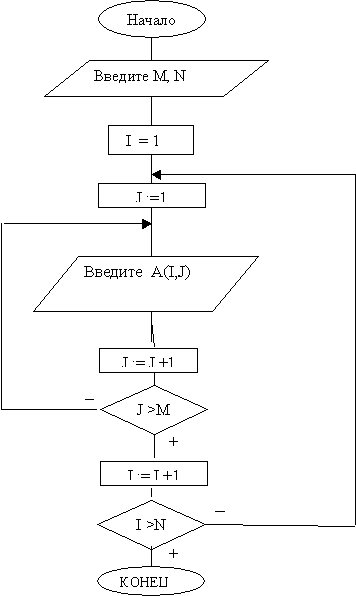 Начало
Введите M, N
I = 1
J :=1
Введите A(I,J)
J := J +1
–
J >M
+
I := I +1
I >N
–
+
КОНЕЦ